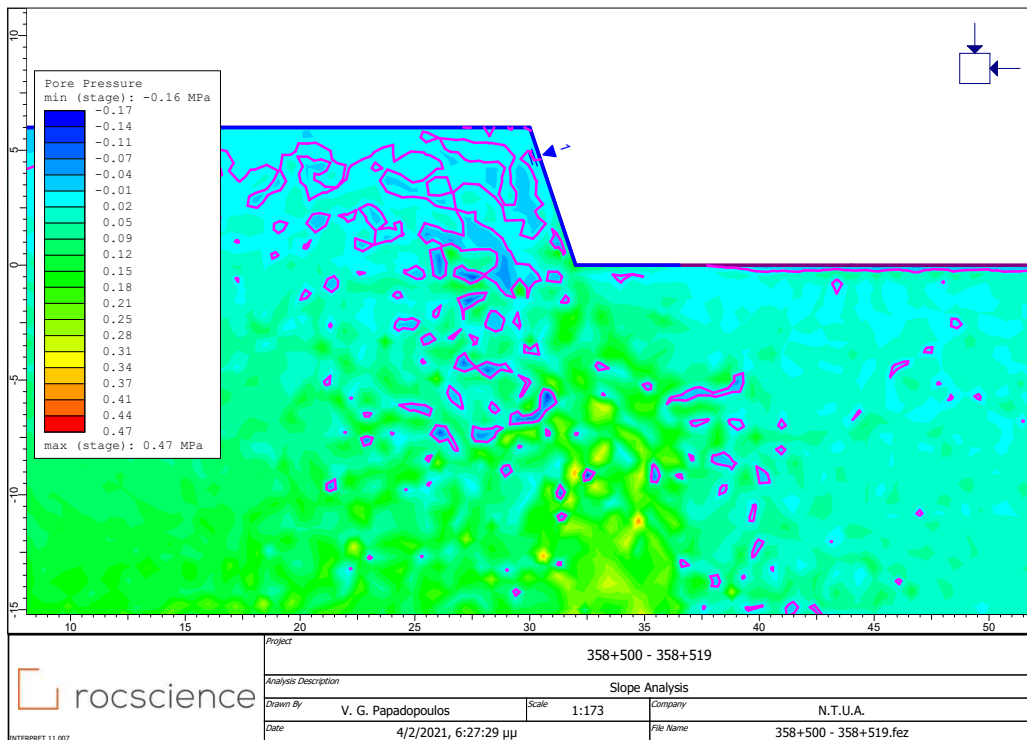 10
5
0
-5
-10
-15
Pore Pressure
min (stage): -0.16 MPa
-0.17
-0.14
-0.11
-0.07
-0.04
-0.01
0.02
0.05
0.09
0.12
0.15
0.18
0.21
0.25
0.28
0.31
0.34
0.37
0.41
0.44
0.47
max (stage): 0.47 MPa
1
10
15
20
25
30
35
40
45
50
rocscience
INTERPRET 11.007
Project
358+500 - 358+519
Analysis Description
Slope Analysis
Drawn By
V. G. Papadopoulos
Scale
1:173
Company
N.T.U.A.
Date
4/2/2021, 6:27:29 μμ
File Name
358+500 - 358+519.fez